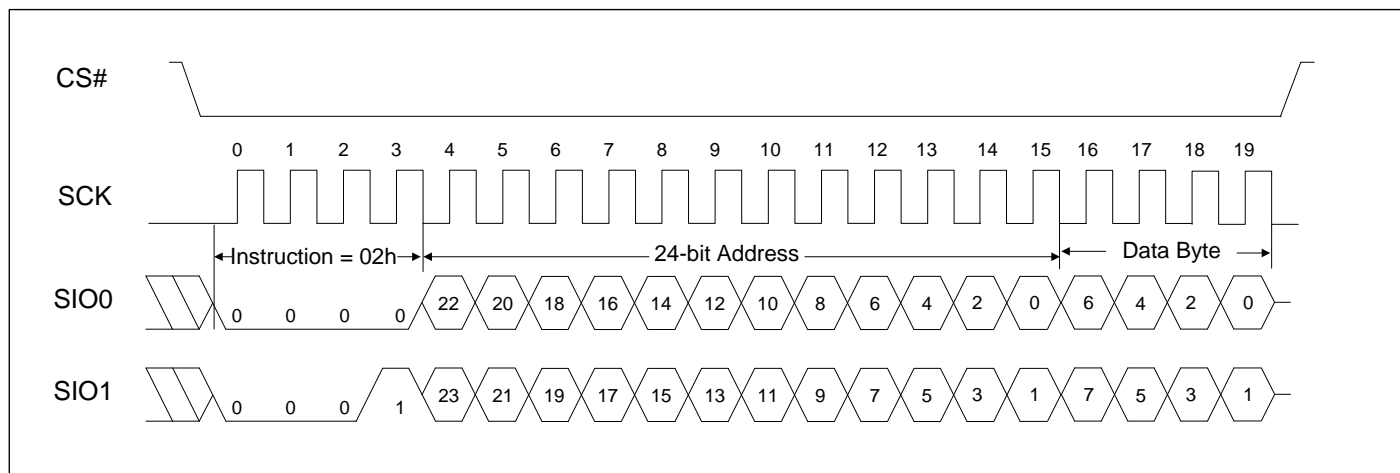 CS#
0 1 2 3 4 5 6 7 8 9 10 11 12 13 14 15 16 17 18 19
SCK
Instruction = 02h 24-bit Address Data Byte
SIO0 0 0 0 0 22 20 18 16 14 12 10 8 6 4 2 0 6 4 2 0
SIO1 0 0 0 1 23 21 19 17 15 13 11 9 7 5 3 1 7 5 3 1